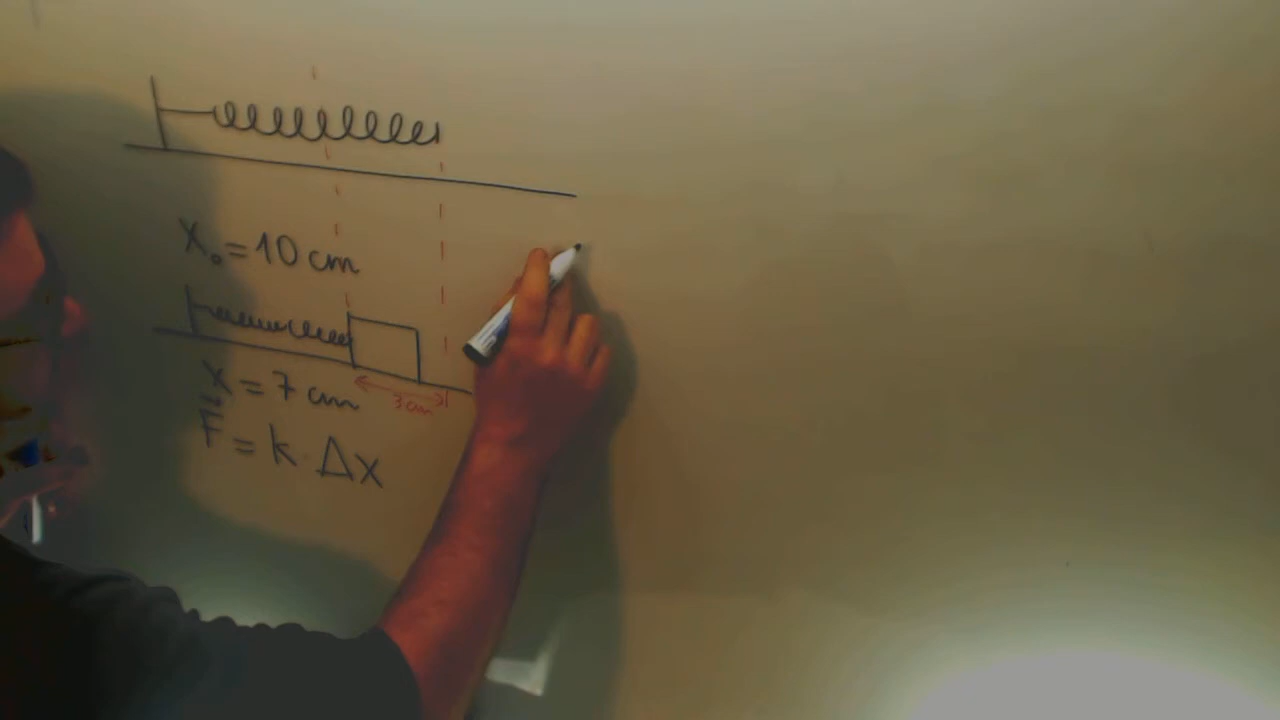 X₀ = 10 cm
X = 7 cm
3 cm
F = k · Δx